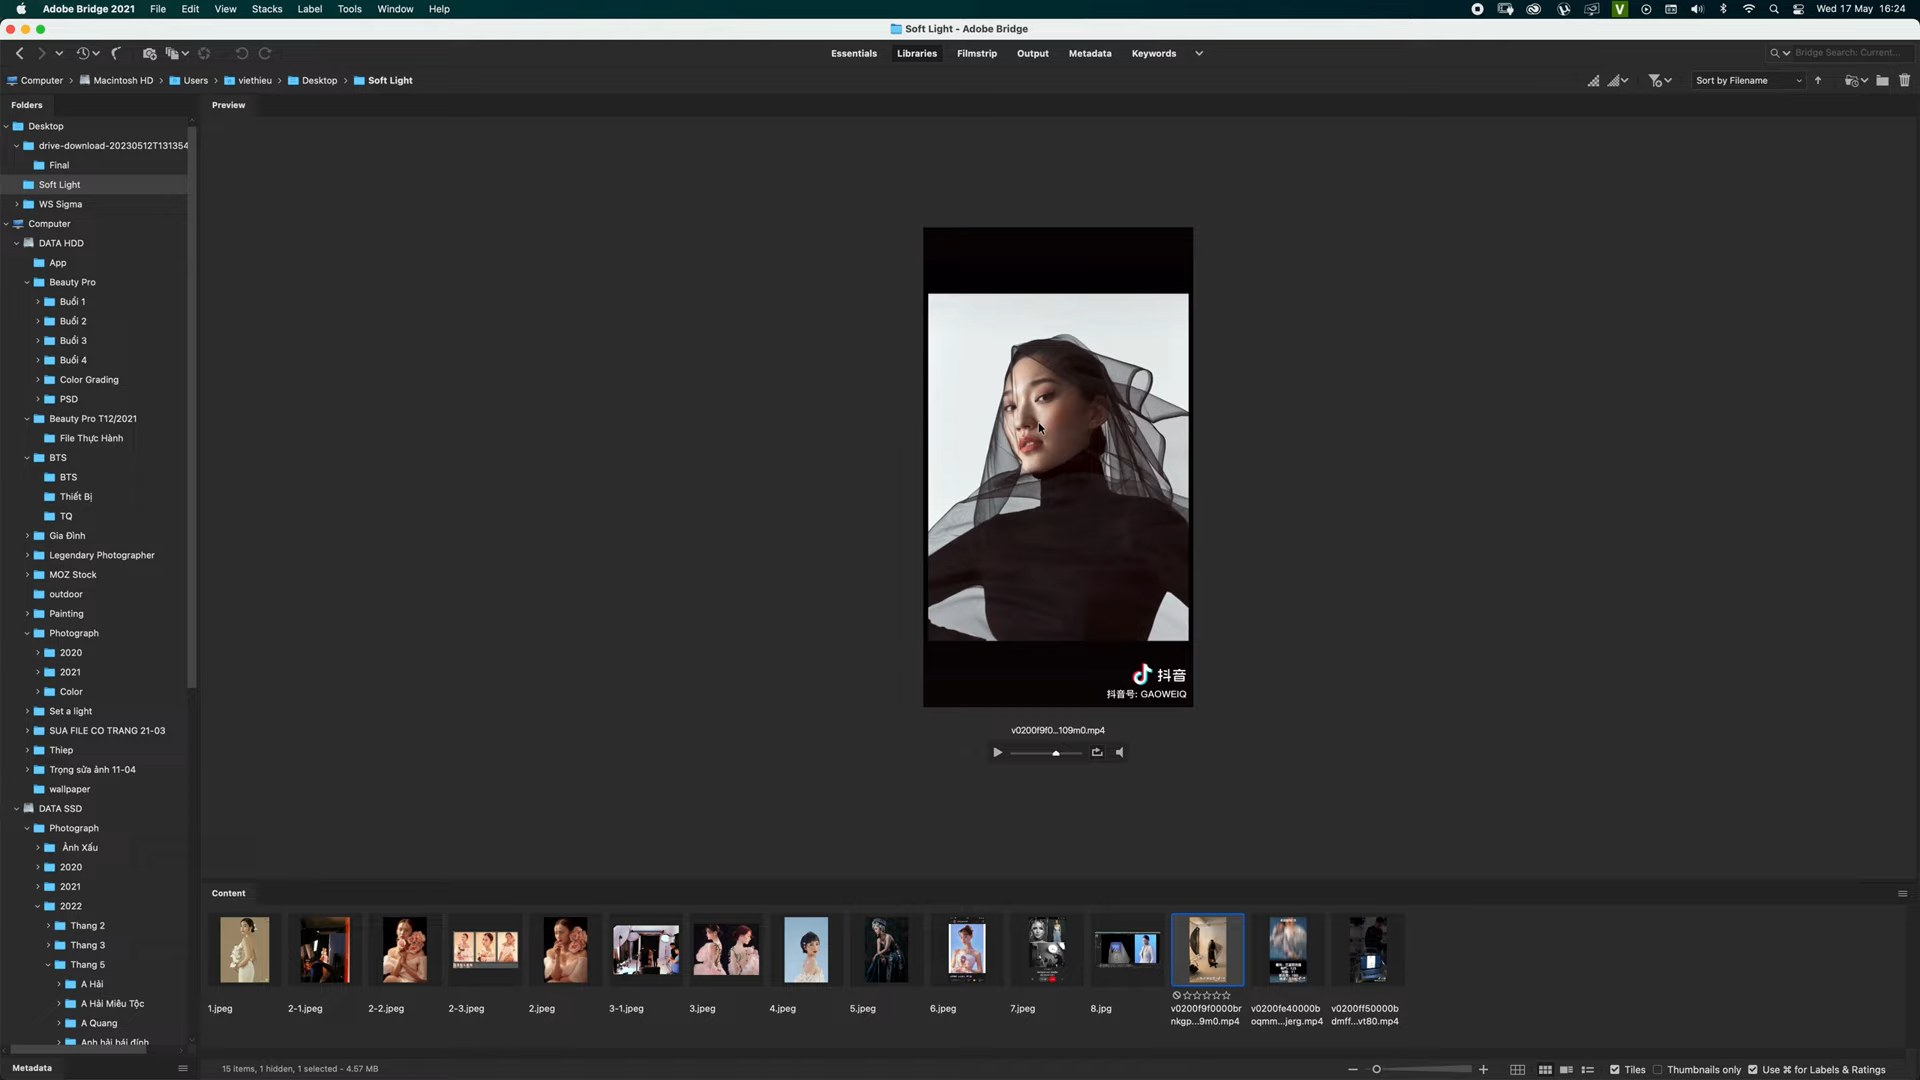 Adobe Bridge 2021 File Edit View Stacks Label Tools Window Help V Wed 17 May 16:24
Soft Light - Adobe Bridge
Essentials Libraries Filmstrip Output Metadata Keywords Bridge Search: Current...
Computer Macintosh HD Users viethieu Desktop Soft Light Sort by Filename
Folders
Desktop
drive-download-20230512T131354
Final
Soft Light
WS Sigma
Computer
DATA HDD
App
Beauty Pro
Buổi 1
Buổi 2
Buổi 3
Buổi 4
Color Grading
PSD
Beauty Pro T12/2021
File Thực Hành
BTS
BTS
Thiết Bị
TQ
Gia Đình
Legendary Photographer
MOZ Stock
outdoor
Painting
Photograph
2020
2021
Color
Set a light
SUA FILE CO TRANG 21-03
Thiep
Trọng sửa ảnh 11-04
wallpaper
DATA SSD
Photograph
Ảnh Xấu
2020
2021
2022
Thang 2
Thang 3
Thang 5
A Hải
A Hải Miêu Tộc
A Quang
Anh hải bái đính
Metadata
Preview
抖音
抖音号: GAOWEIQ
v0200f9f0...109m0.mp4
Content
1.jpeg
2-1.jpeg
2-2.jpeg
2-3.jpeg
2.jpeg
3-1.jpeg
3.jpeg
4.jpeg
5.jpeg
6.jpeg
7.jpeg
8.jpg
v0200f9f0000br
nkgp...9m0.mp4
v0200fe40000b
oqmm...jerg.mp4
v0200ff50000b
dmff...vt80.mp4
15 items, 1 hidden, 1 selected - 4.57 MB
Tiles Thumbnails only Use ⌘ for Labels & Ratings